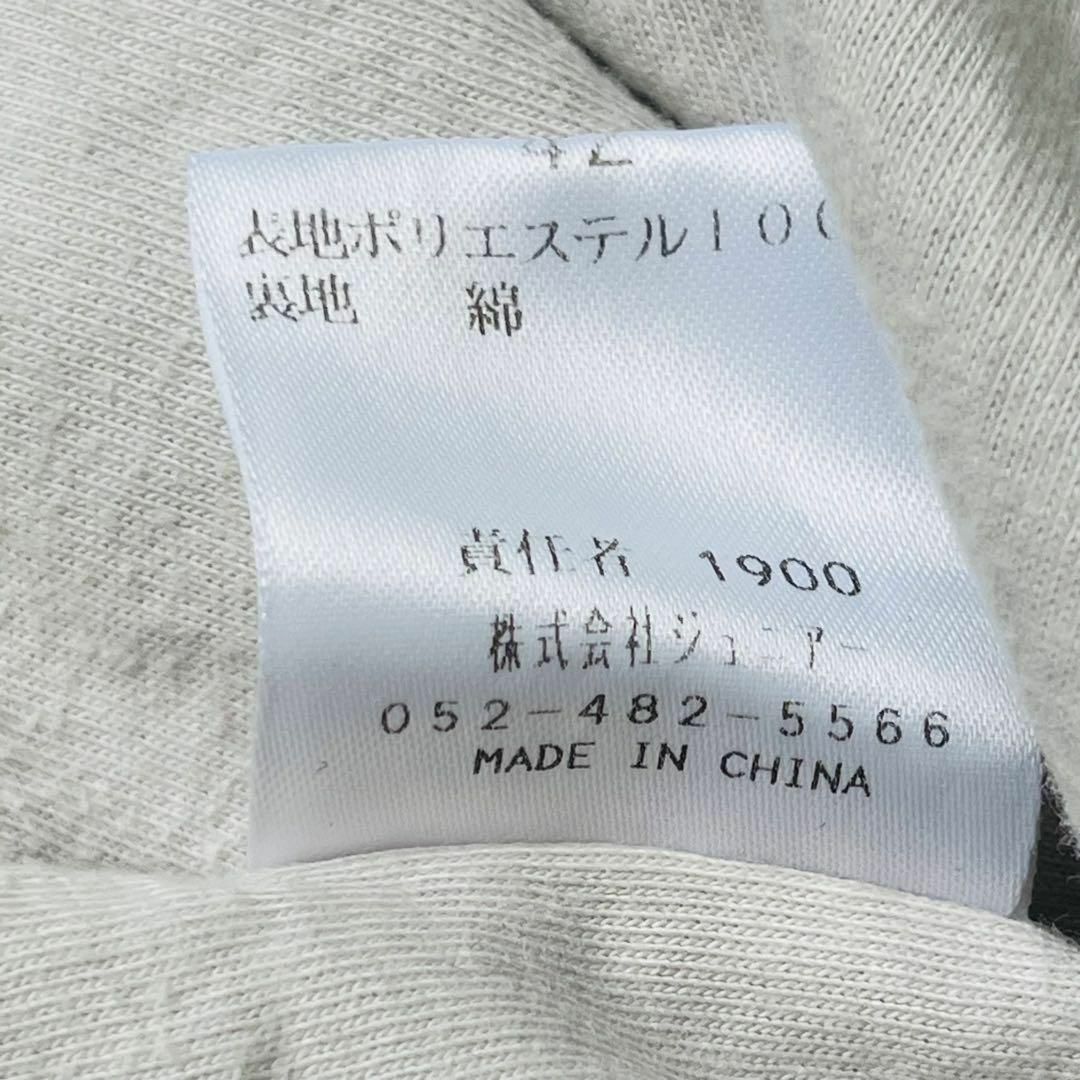 42
表地ポリエステル100
裏地 綿
責任者 1900
株式会社ジュニアー
052-482-5566
MADE IN CHINA